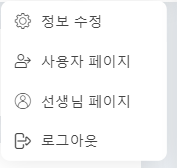 정보 수정
사용자 페이지
선생님 페이지
로그아웃